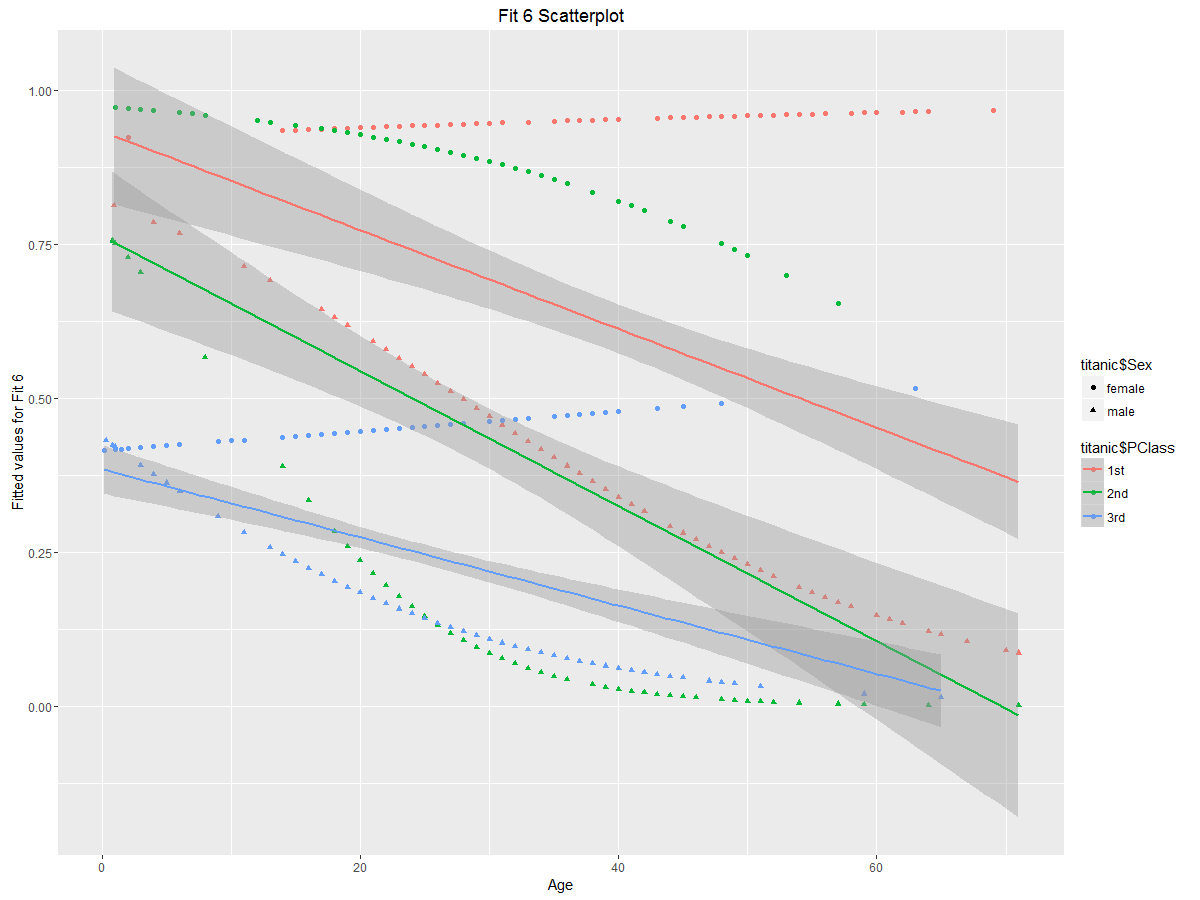 Fit 6 Scatterplot
1.00
0.75
0.50
0.25
0.00
Fitted values for Fit 6
0
20
40
60
Age
titanic$Sex
female
male
titanic$PClass
1st
2nd
3rd